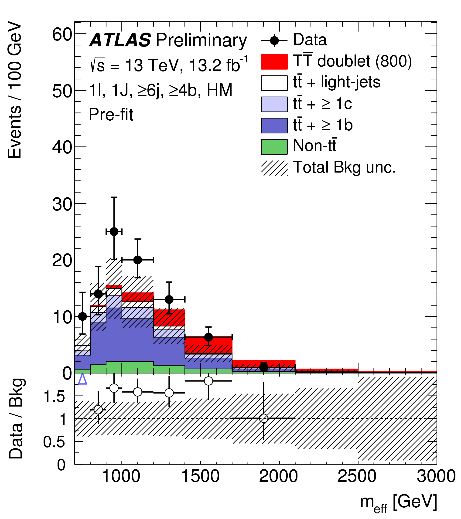 Events / 100 GeV
60
50
40
30
20
10
0
ATLAS Preliminary
√s = 13 TeV, 13.2 fb⁻¹
1l, 1J, ≥6j, ≥4b, HM
Pre-fit
Data
TT̅ doublet (800)
tt̅ + light-jets
tt̅ + ≥ 1c
tt̅ + ≥ 1b
Non-tt̅
Total Bkg unc.
Data / Bkg
1.5
1
0.5
0
1000 1500 2000 2500 3000
m_eff [GeV]